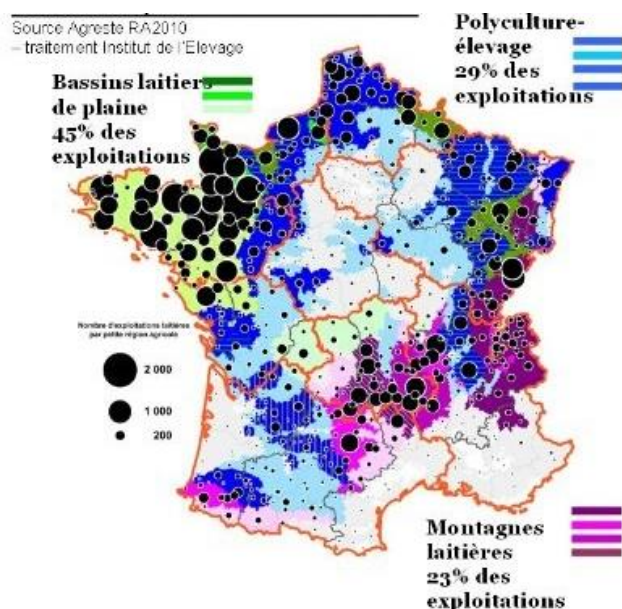 Source Agreste RA2010
– traitement Institut de l'Elevage
Polyculture-
élevage
29% des
exploitations
Bassins laitiers
de plaine
45% des
exploitations
Nombre d'exploitations laitières
par petite région agricole
2 000
1 000
200
Montagnes
laitières
23% des
exploitations